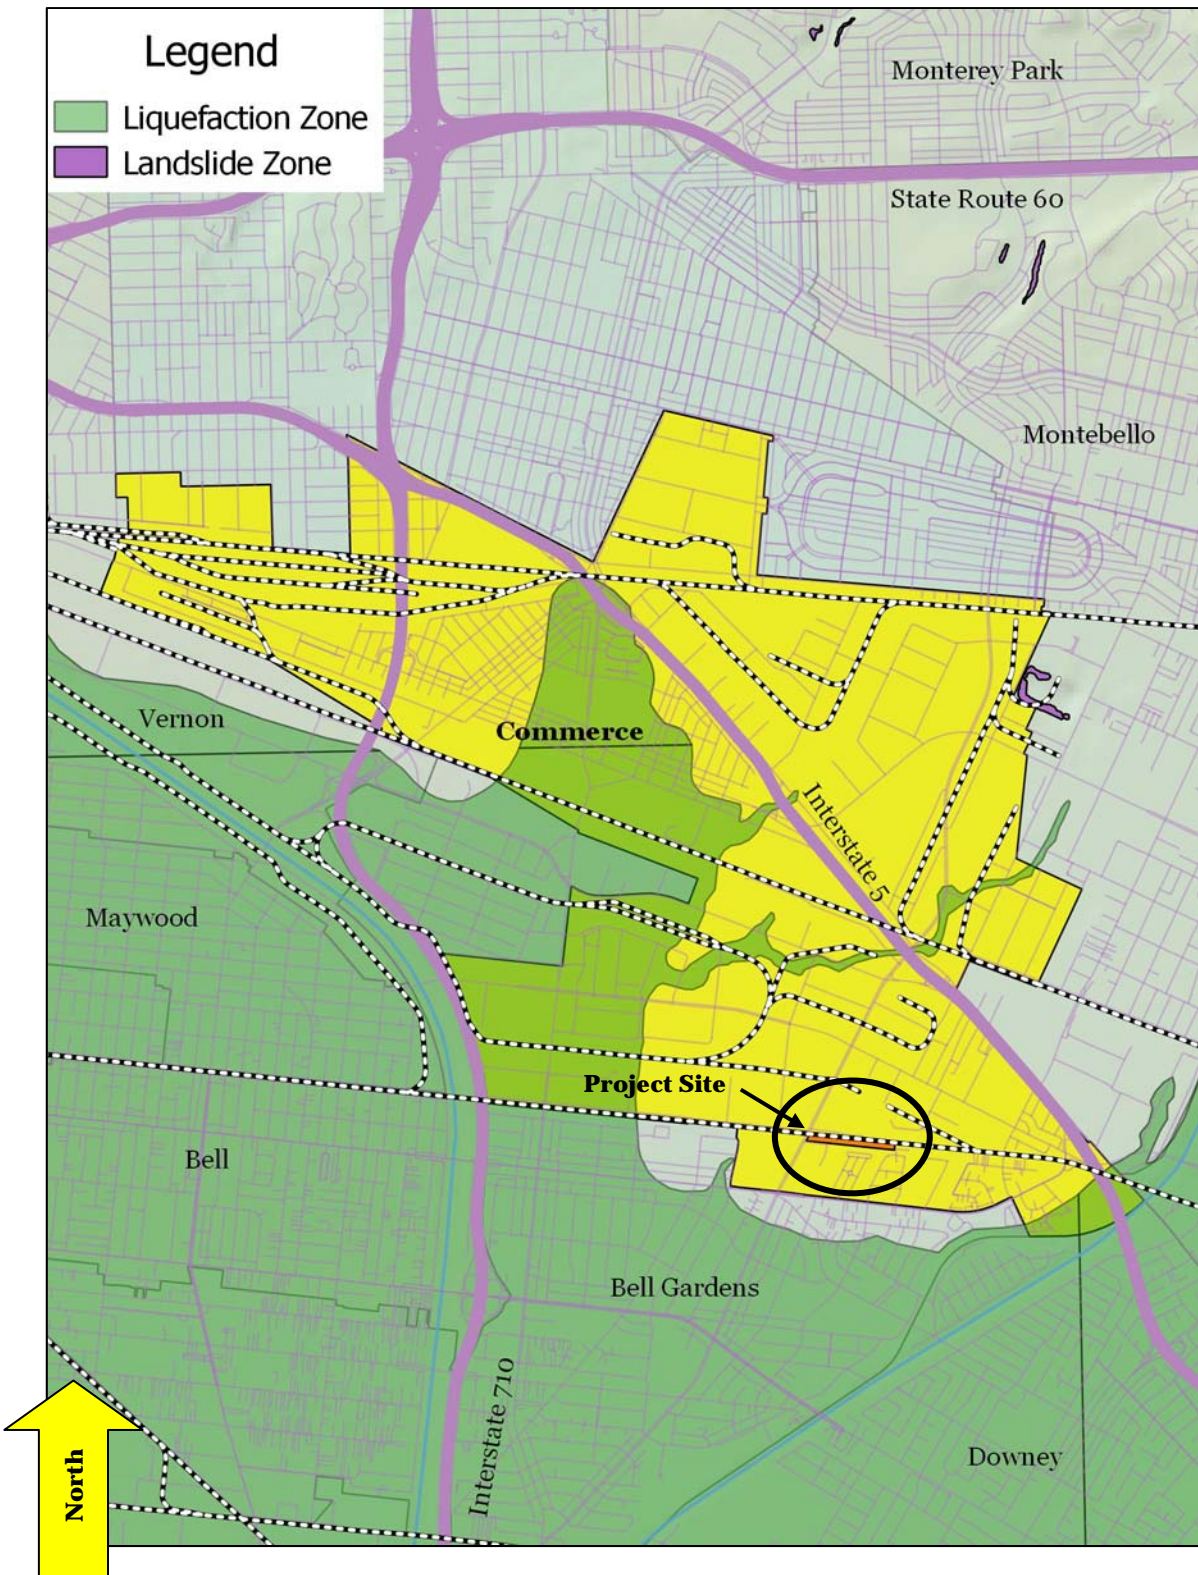 Legend
Liquefaction Zone
Landslide Zone
Monterey Park
State Route 60
Montebello
Vernon
Commerce
Interstate 5
Maywood
Project Site
Bell
Bell Gardens
Interstate 710
Downey
North